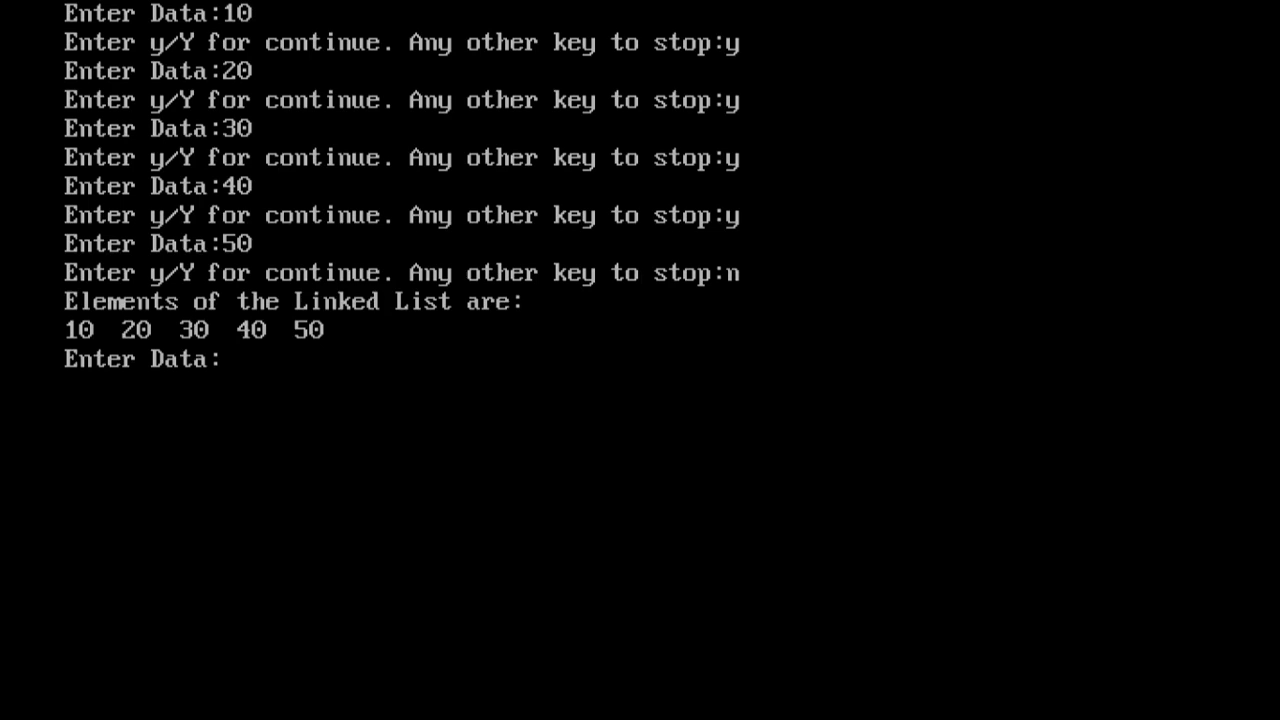 Enter Data:10
Enter y/Y for continue. Any other key to stop:y
Enter Data:20
Enter y/Y for continue. Any other key to stop:y
Enter Data:30
Enter y/Y for continue. Any other key to stop:y
Enter Data:40
Enter y/Y for continue. Any other key to stop:y
Enter Data:50
Enter y/Y for continue. Any other key to stop:n
Elements of the Linked List are:
10  20  30  40  50
Enter Data: